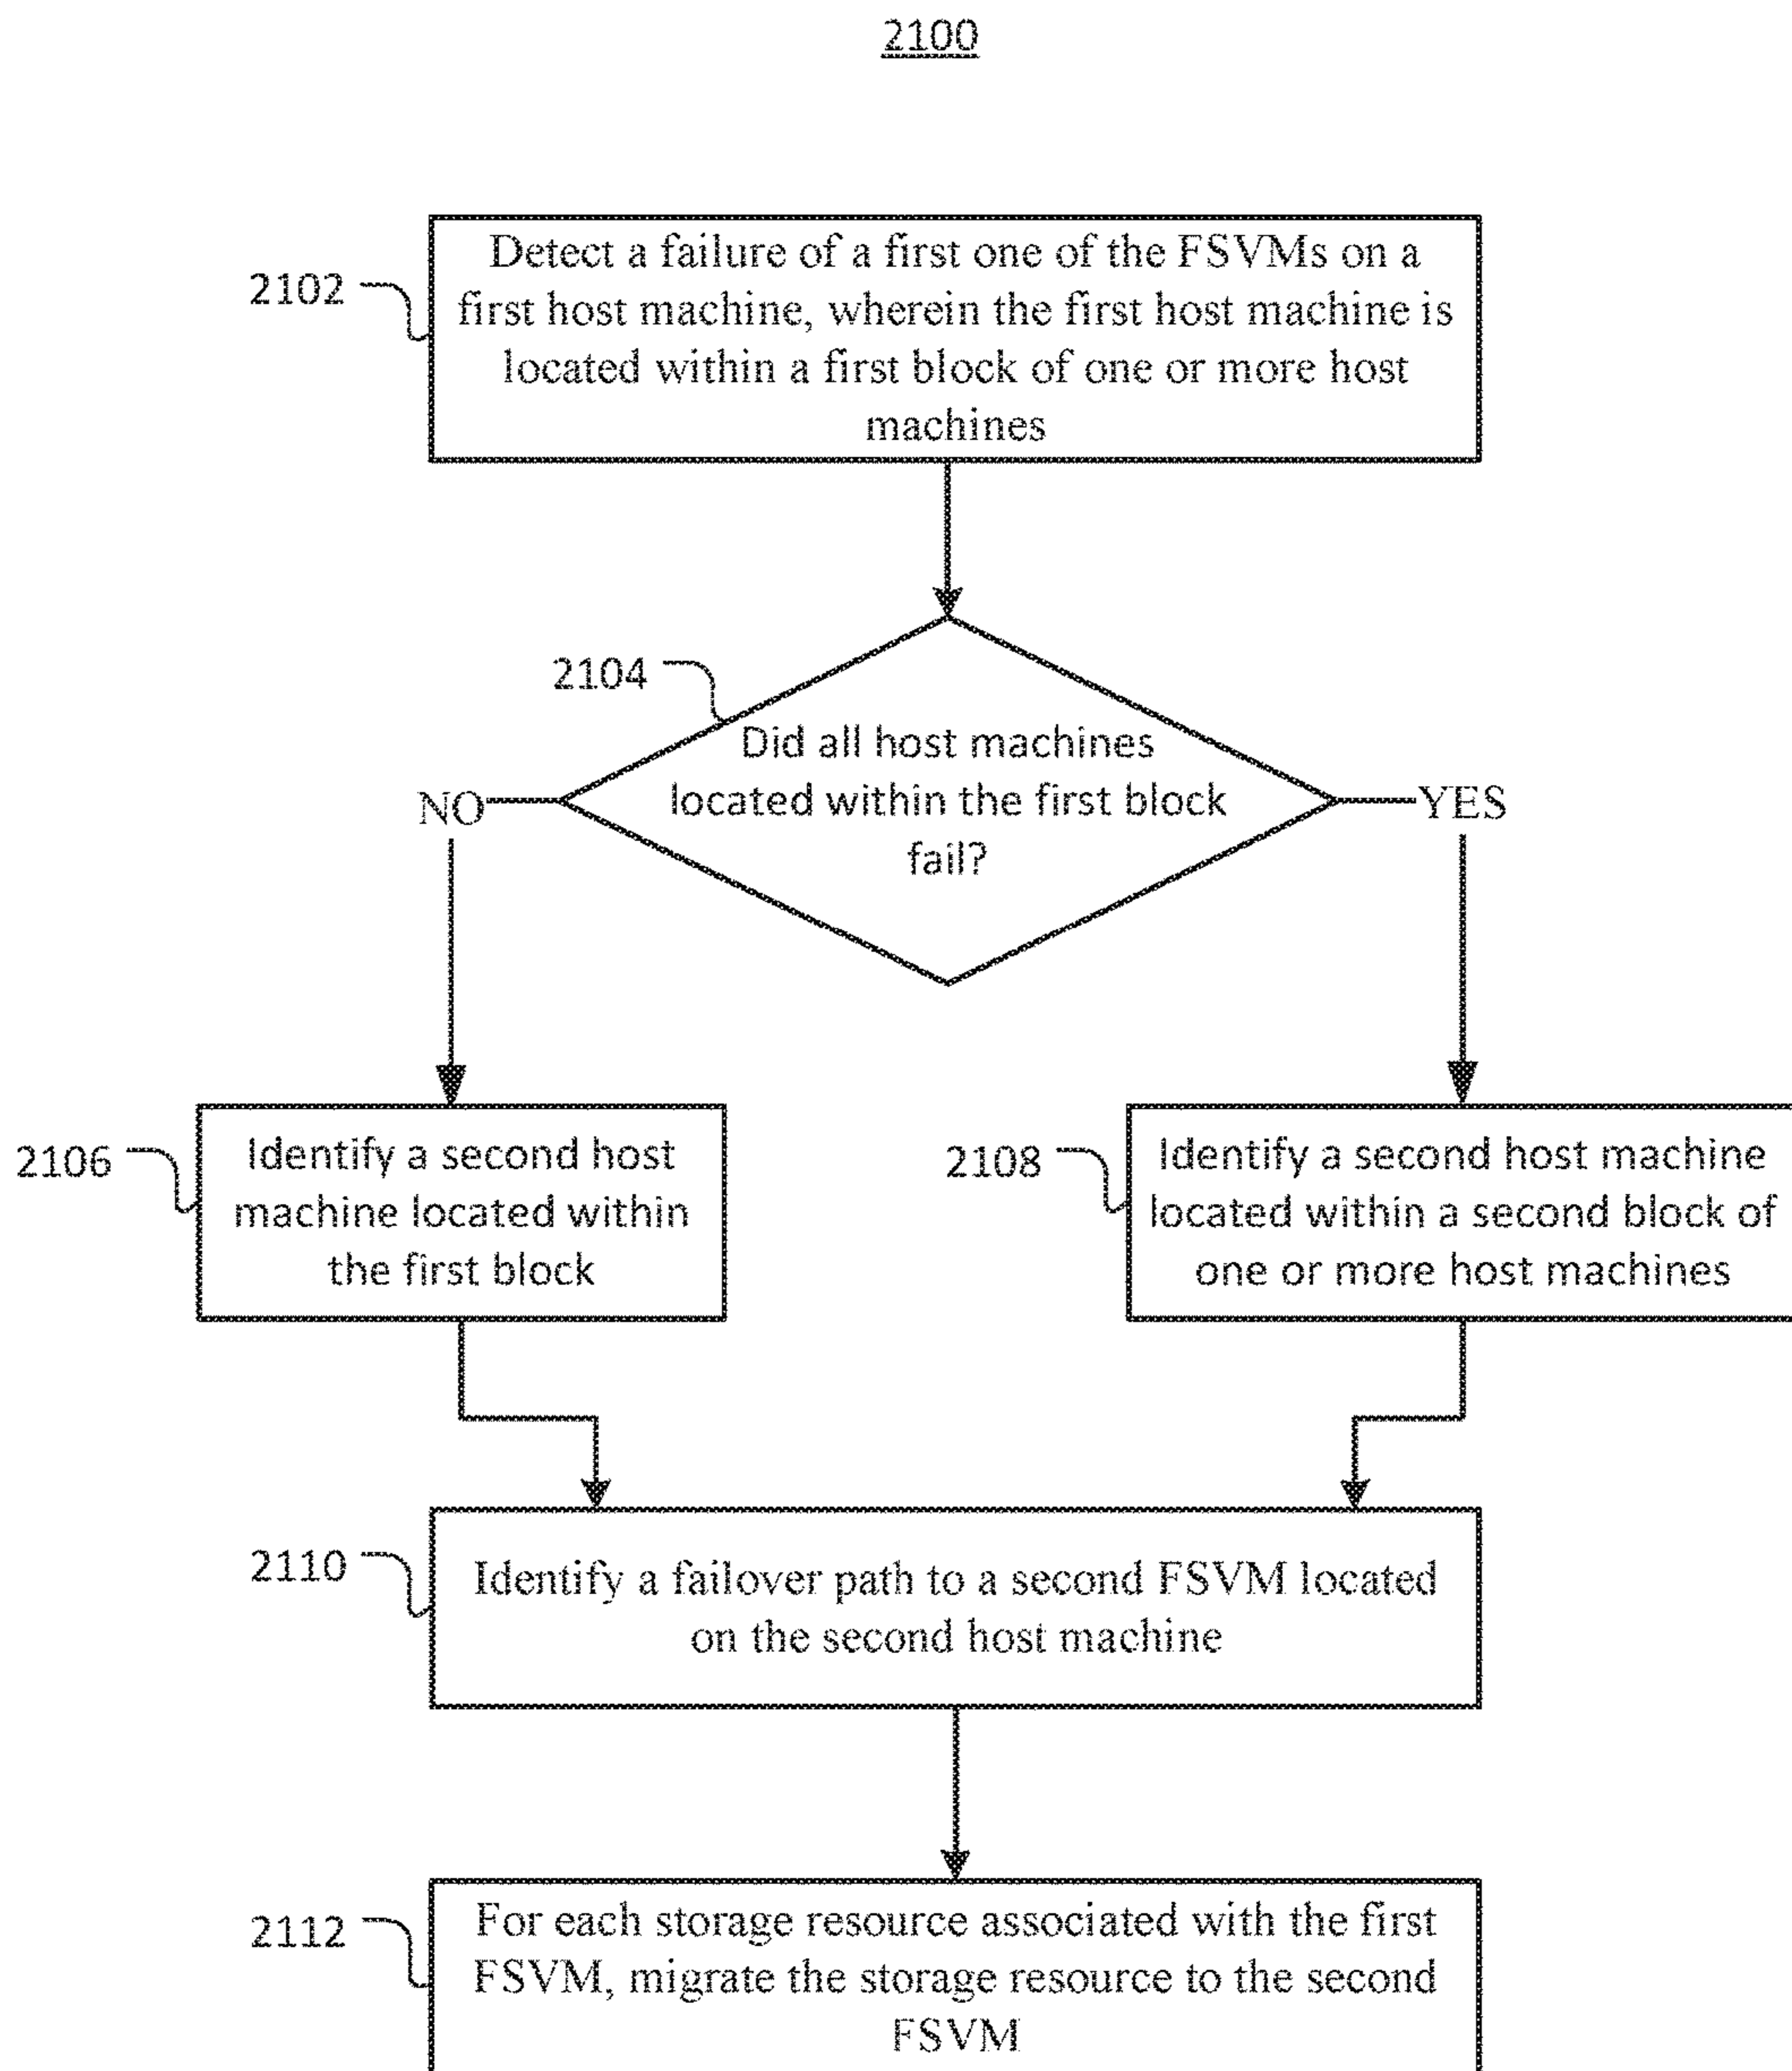 2100
2102
Detect a failure of a first one of the FSVMs on a
first host machine, wherein the first host machine is
located within a first block of one or more host
machines
2104
Did all host machines
located within the first block
fail?
NO
YES
2106
Identify a second host
machine located within
the first block
2108
Identify a second host machine
located within a second block of
one or more host machines
2110
Identify a failover path to a second FSVM located
on the second host machine
2112
For each storage resource associated with the first
FSVM, migrate the storage resource to the second
FSVM